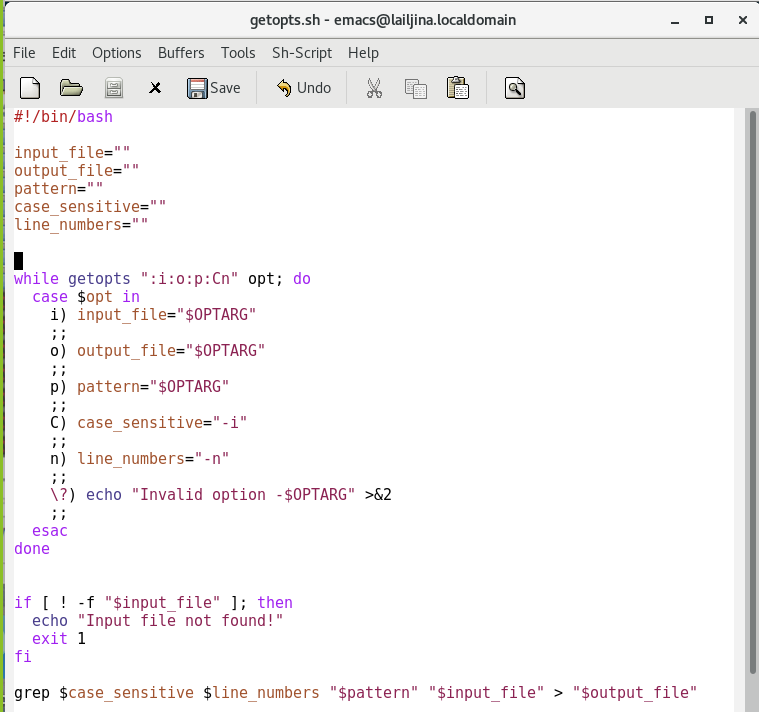 getopts.sh - emacs@lailjina.localdomain
File Edit Options Buffers Tools Sh-Script Help
Save Undo
#!/bin/bash
input_file=""
output_file=""
pattern=""
case_sensitive=""
line_numbers=""
while getopts ":i:o:p:Cn" opt; do
  case $opt in
    i) input_file="$OPTARG"
    ;;
    o) output_file="$OPTARG"
    ;;
    p) pattern="$OPTARG"
    ;;
    C) case_sensitive="-i"
    ;;
    n) line_numbers="-n"
    ;;
    \?) echo "Invalid option -$OPTARG" >&2
    ;;
  esac
done
if [ ! -f "$input_file" ]; then
  echo "Input file not found!"
  exit 1
fi
grep $case_sensitive $line_numbers "$pattern" "$input_file" > "$output_file"